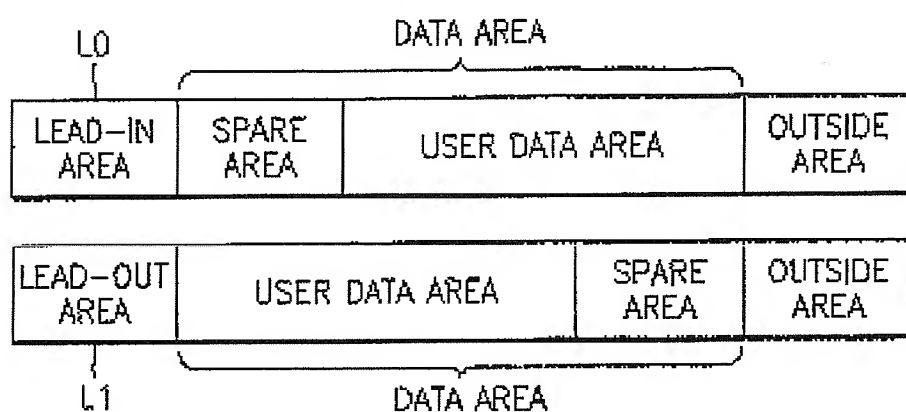 L0
DATA AREA
LEAD-IN
AREA
SPARE
AREA
USER DATA AREA
OUTSIDE
AREA
LEAD-OUT
AREA
USER DATA AREA
SPARE
AREA
OUTSIDE
AREA
L1
DATA AREA